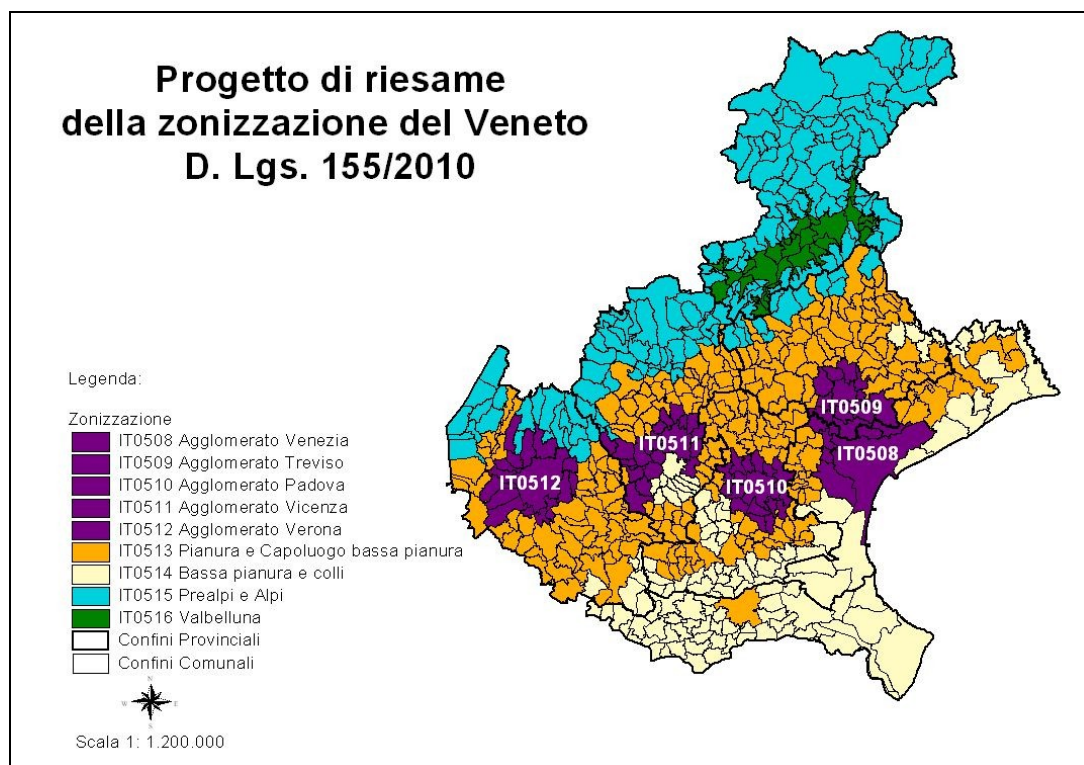 Progetto di riesame
della zonizzazione del Veneto
D. Lgs. 155/2010
Legenda:
Zonizzazione
IT0508 Agglomerato Venezia
IT0509 Agglomerato Treviso
IT0510 Agglomerato Padova
IT0511 Agglomerato Vicenza
IT0512 Agglomerato Verona
IT0513 Pianura e Capoluogo bassa pianura
IT0514 Bassa pianura e colli
IT0515 Prealpi e Alpi
IT0516 Valbelluna
Confini Provinciali
Confini Comunali
N
W E
S
Scala 1: 1.200.000
IT0509
IT0511
IT0508
IT0512
IT0510